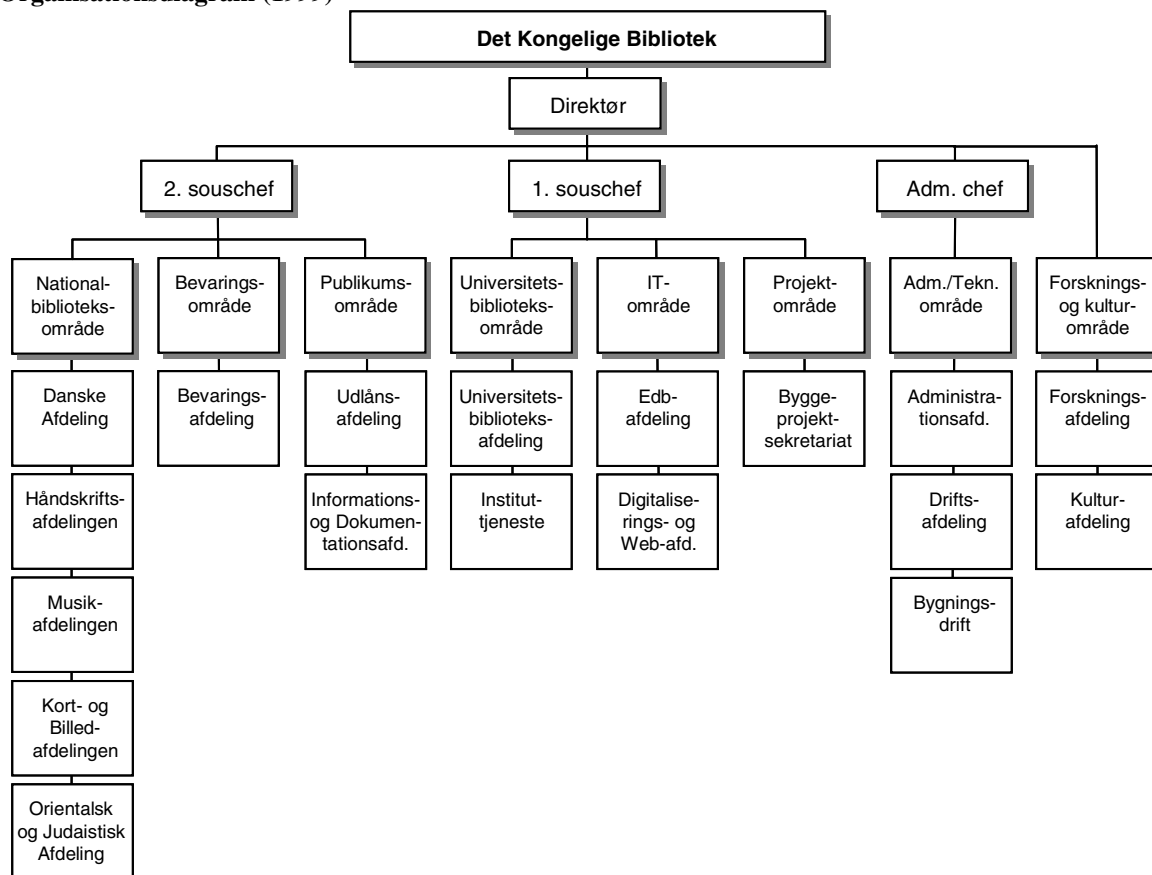 Organisationsdiagram (1999)
Det Kongelige Bibliotek
Direktør
2. souschef
1. souschef
Adm. chef
National-
biblioteks-
område
Bevarings-
område
Publikums-
område
Universitets-
biblioteks-
område
IT-
område
Projekt-
område
Adm./Tekn.
område
Forsknings-
og kultur-
område
Danske
Afdeling
Bevarings-
afdeling
Udlåns-
afdeling
Universitets-
biblioteks-
afdeling
Edb-
afdeling
Bygge-
projekt-
sekretariat
Administra-
tionsafd.
Forsknings-
afdeling
Håndskrifts-
afdelingen
Informations-
og Dokumen-
tationsafd.
Institut-
tjeneste
Digitalise-
rings- og
Web-afd.
Drifts-
afdeling
Kultur-
afdeling
Musik-
afdelingen
Bygnings-
drift
Kort- og
Billed-
afdelingen
Orientalsk
og Judaistisk
Afdeling